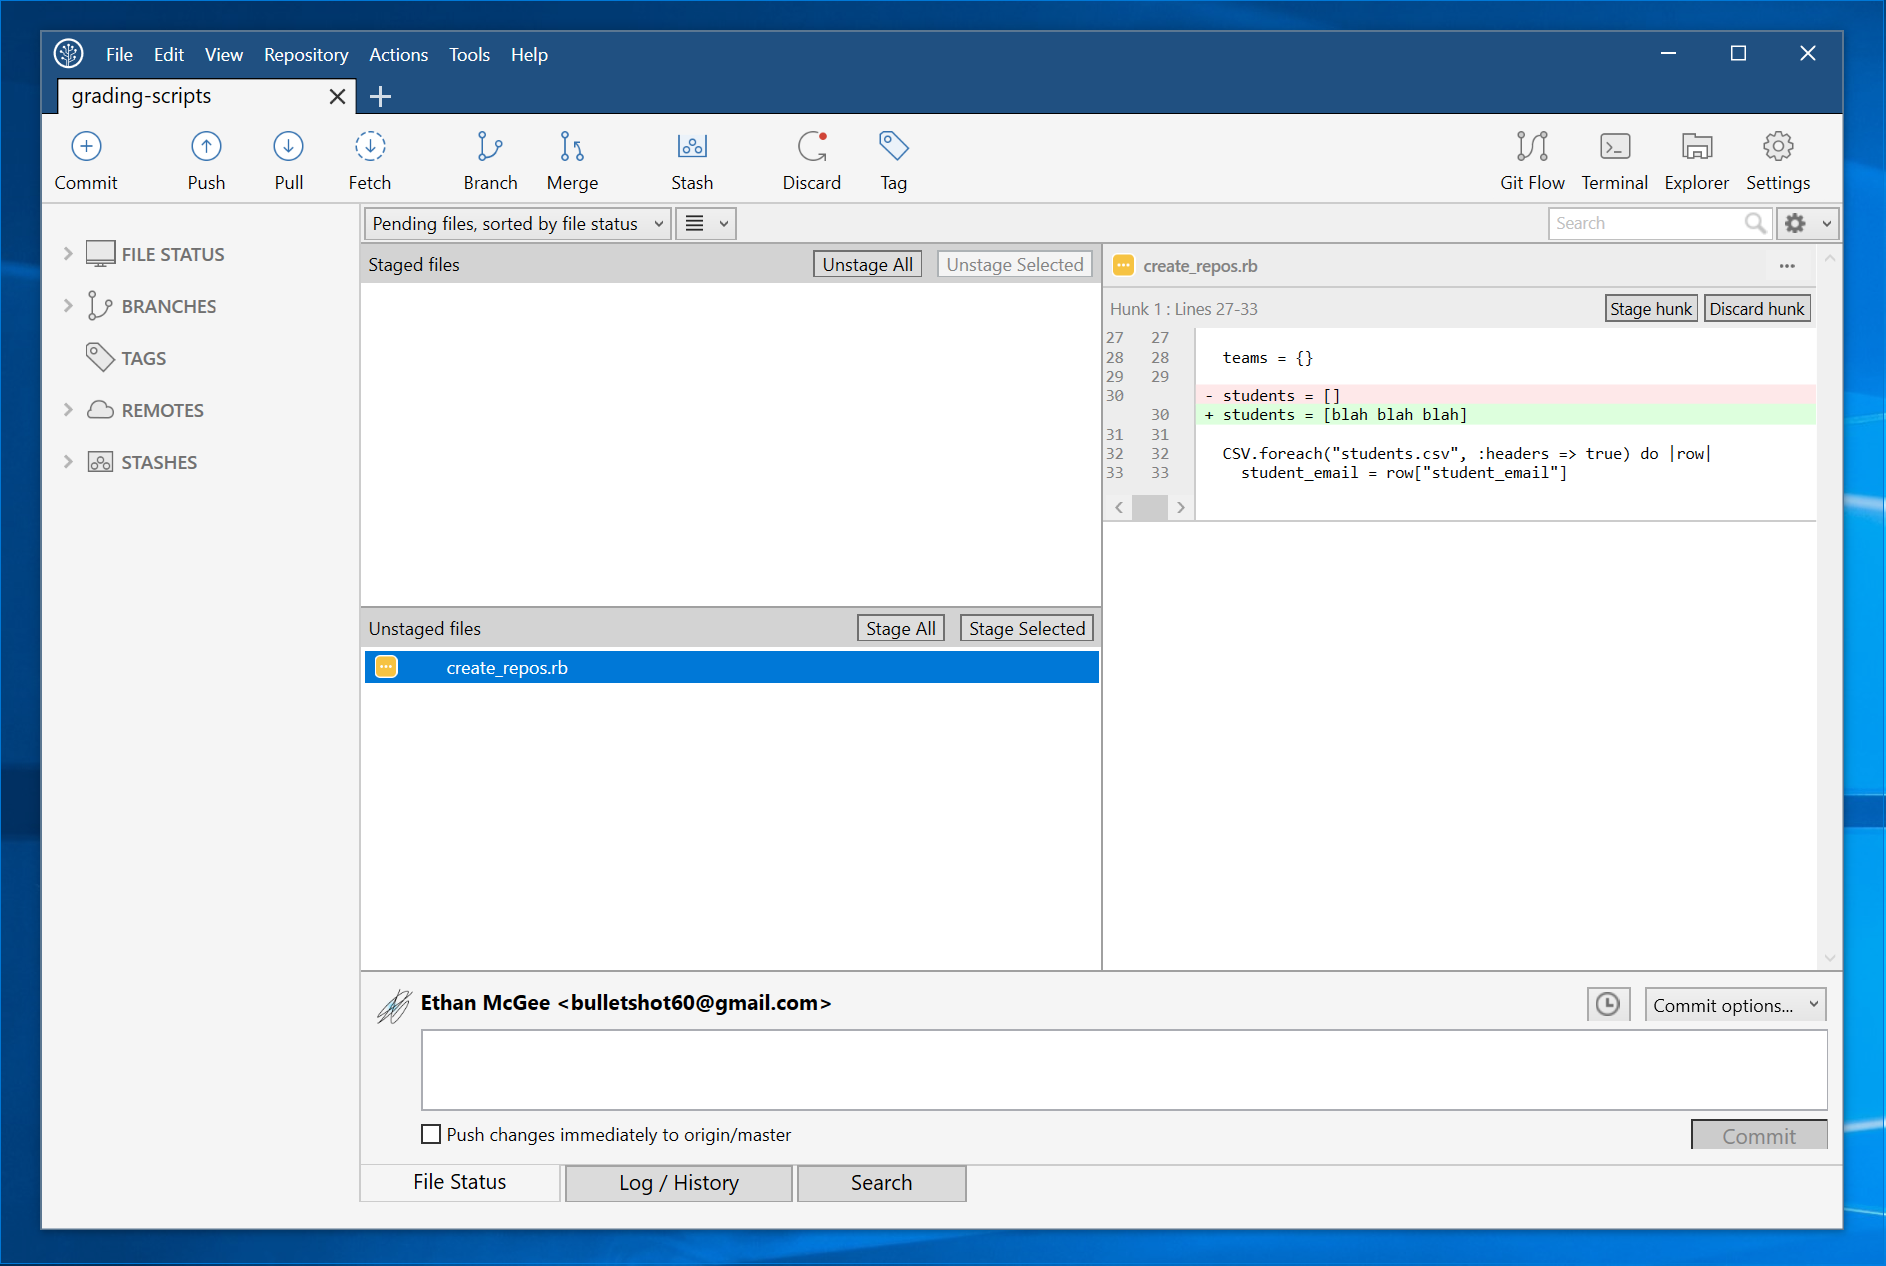 File Edit View Repository Actions Tools Help
grading-scripts
Commit Push Pull Fetch Branch Merge Stash Discard Tag Git Flow Terminal Explorer Settings
Pending files, sorted by file status
Search
FILE STATUS
BRANCHES
TAGS
REMOTES
STASHES
Staged files Unstage All Unstage Selected
Unstaged files Stage All Stage Selected
create_repos.rb
create_repos.rb
Hunk 1 : Lines 27-33 Stage hunk Discard hunk
27 27
28 28 teams = {}
29 29
30 - students = []
30 + students = [blah blah blah]
31 31
32 32 CSV.foreach("students.csv", :headers => true) do |row|
33 33 student_email = row["student_email"]
Ethan McGee <bulletshot60@gmail.com>
Commit options...
Push changes immediately to origin/master
Commit
File Status Log / History Search